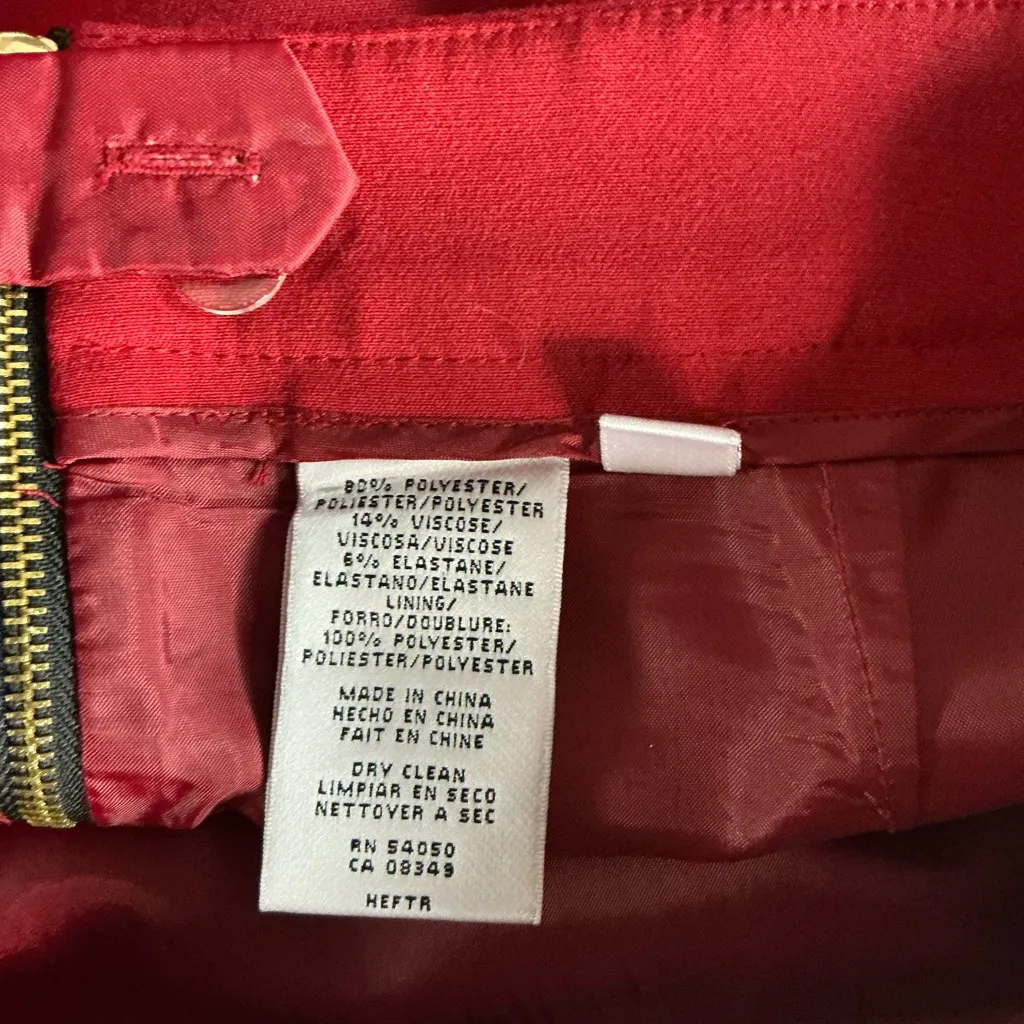 80% POLYESTER/
POLIESTER/POLYESTER
14% VISCOSE/
VISCOSA/VISCOSE
6% ELASTANE/
ELASTANO/ELASTANE
LINING/
FORRO/DOUBLURE:
100% POLYESTER/
POLIESTER/POLYESTER
MADE IN CHINA
HECHO EN CHINA
FAIT EN CHINE
DRY CLEAN
LIMPIAR EN SECO
NETTOYER A SEC
RN 54050
CA 08349
HEFTR